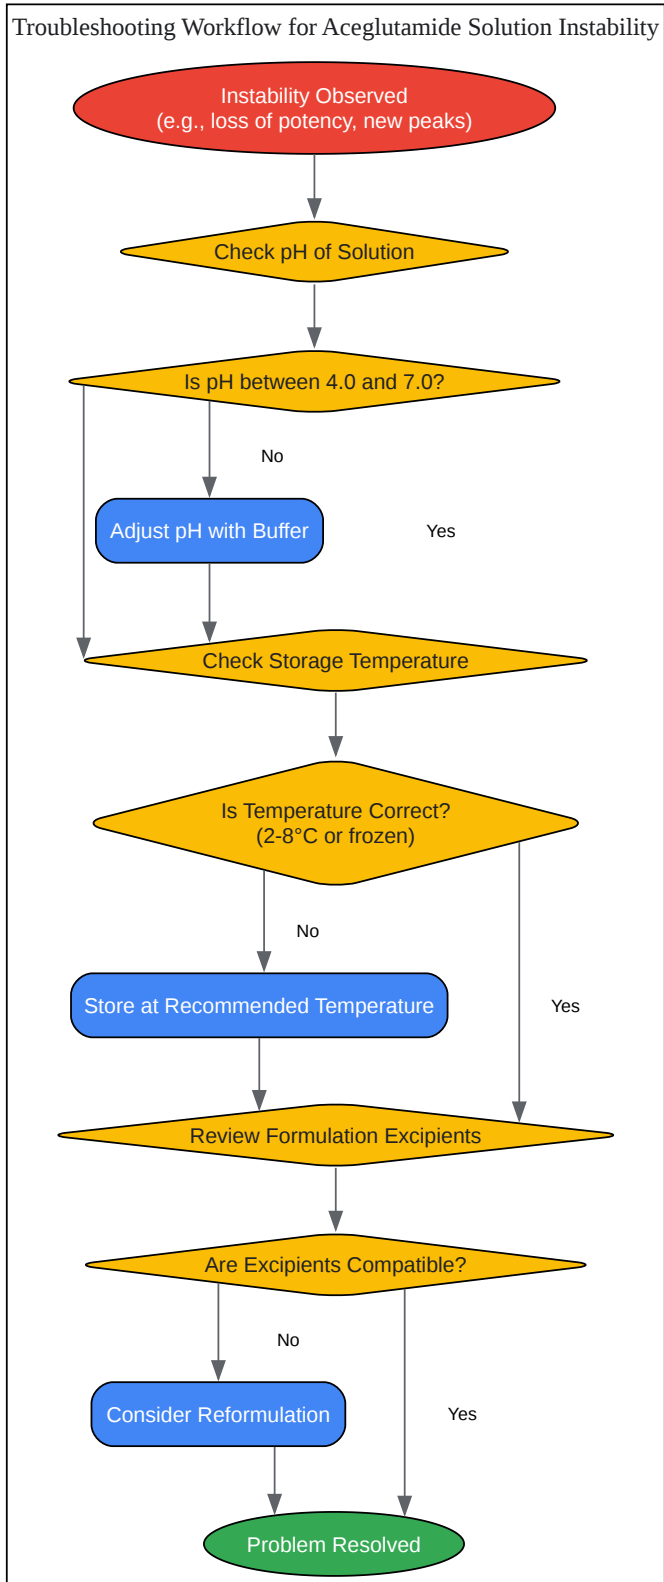 Troubleshooting Workflow for Aceglutamide Solution Instability
Instability Observed
(e.g., loss of potency, new peaks)
Check pH of Solution
Is pH between 4.0 and 7.0?
No
Adjust pH with Buffer
Yes
Check Storage Temperature
Is Temperature Correct?
(2-8°C or frozen)
No
Store at Recommended Temperature
Yes
Review Formulation Excipients
Are Excipients Compatible?
No
Consider Reformulation
Yes
Problem Resolved